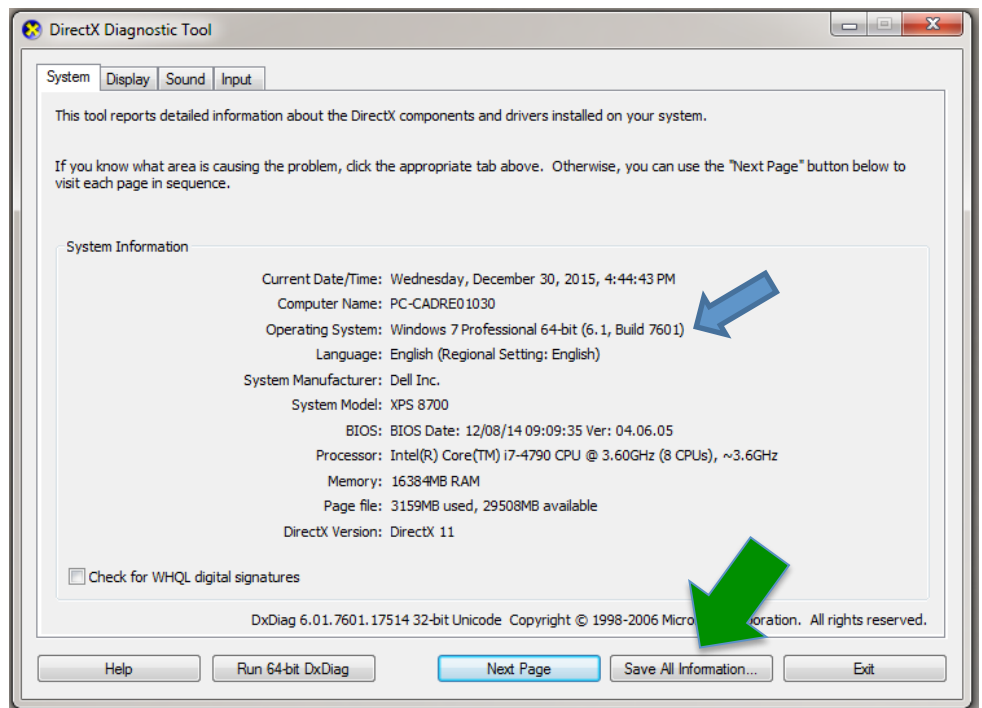 DirectX Diagnostic Tool
System Display Sound Input
This tool reports detailed information about the DirectX components and drivers installed on your system.
If you know what area is causing the problem, click the appropriate tab above. Otherwise, you can use the "Next Page" button below to
visit each page in sequence.
System Information
Current Date/Time: Wednesday, December 30, 2015, 4:44:43 PM
Computer Name: PC-CADRE01030
Operating System: Windows 7 Professional 64-bit (6.1, Build 7601)
Language: English (Regional Setting: English)
System Manufacturer: Dell Inc.
System Model: XPS 8700
BIOS: BIOS Date: 12/08/14 09:09:35 Ver: 04.06.05
Processor: Intel(R) Core(TM) i7-4790 CPU @ 3.60GHz (8 CPUs), ~3.6GHz
Memory: 16384MB RAM
Page file: 3159MB used, 29508MB available
DirectX Version: DirectX 11
Check for WHQL digital signatures
DxDiag 6.01.7601.17514 32-bit Unicode Copyright © 1998-2006 Micro oration. All rights reserved.
Help Run 64-bit DxDiag Next Page Save All Information... Exit